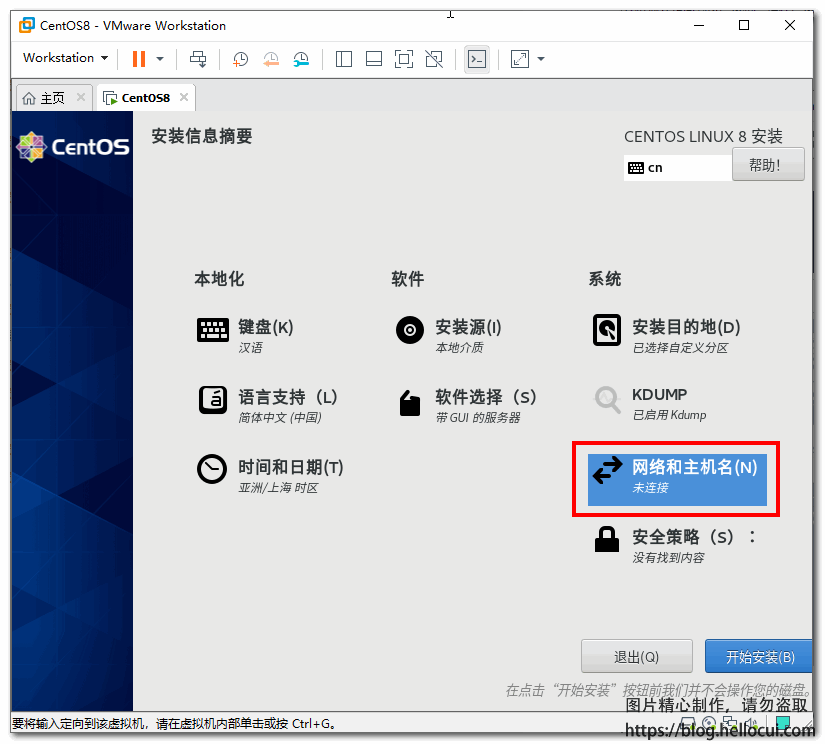 CentOS8 - VMware Workstation
Workstation
主页
CentOS8
CentOS
安装信息摘要
CENTOS LINUX 8 安装
cn
帮助!
本地化
软件
系统
键盘(K)
汉语
安装源(I)
本地介质
安装目的地(D)
已选择自定义分区
语言支持（L）
简体中文 (中国)
软件选择（S）
带 GUI 的服务器
KDUMP
已启用 Kdump
时间和日期(T)
亚洲/上海 时区
网络和主机名(N)
未连接
安全策略（S）：
没有找到内容
退出(Q)
开始安装(B)
在点击“开始安装”按钮前我们并不会操作您的磁盘。
图片精心制作，请勿盗取
要将输入定向到该虚拟机，请在虚拟机内部单击或按 Ctrl+G。
https://blog.hellocui.com